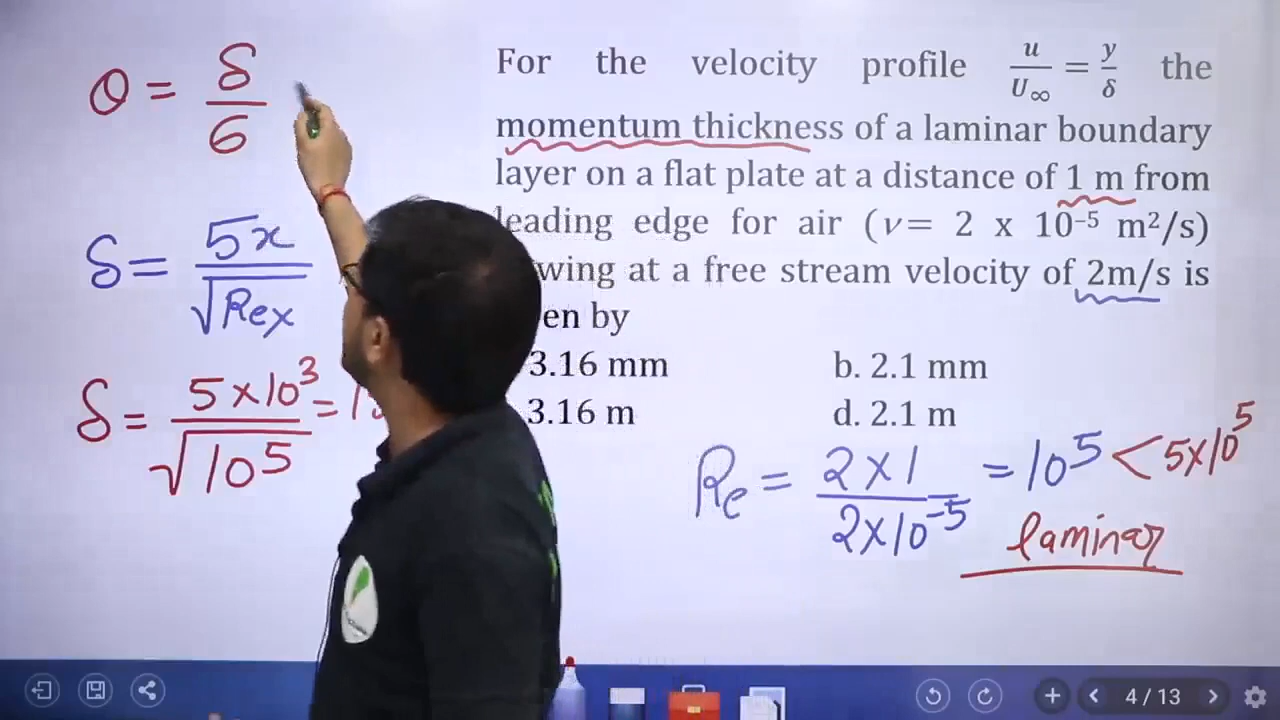 θ = δ/6
δ = 5x/√Rex
δ = 5×10³/√10⁵ =
For the velocity profile u/U∞ = y/δ the
momentum thickness of a laminar boundary
layer on a flat plate at a distance of 1 m from
leading edge for air (ν= 2 x 10⁻⁵ m²/s)
wing at a free stream velocity of 2m/s is
en by
3.16 mm b. 2.1 mm
3.16 m d. 2.1 m
Re = 2×1/2×10⁻⁵ = 10⁵ < 5×10⁵
laminar
4 / 13